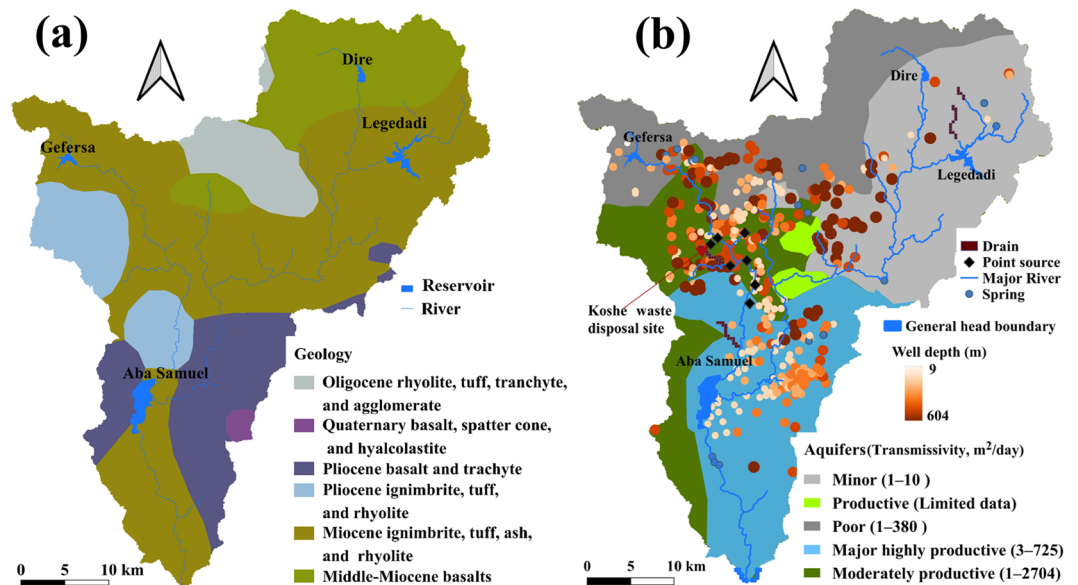 (a)
Dire
Legedadi
Gefersa
Aba Samuel
Reservoir
River
Geology
Oligocene rhyolite, tuff, tranchyte,
and agglomerate
Quaternary basalt, spatter cone,
and hyalcolastite
Pliocene basalt and trachyte
Pliocene ignimbrite, tuff,
and rhyolite
Miocene ignimbrite, tuff, ash,
and rhyolite
Middle-Miocene basalts
0 5 10 km
(b)
Dire
Gefersa
Legedadi
Koshe waste
disposal site
Aba Samuel
Drain
Point source
Major River
Spring
General head boundary
Well depth (m)
9
604
Aquifers(Transmissivity, m²/day)
Minor (1–10 )
Productive (Limited data)
Poor (1–380 )
Major highly productive (3–725)
Moderately productive (1–2704)
0 5 10 km